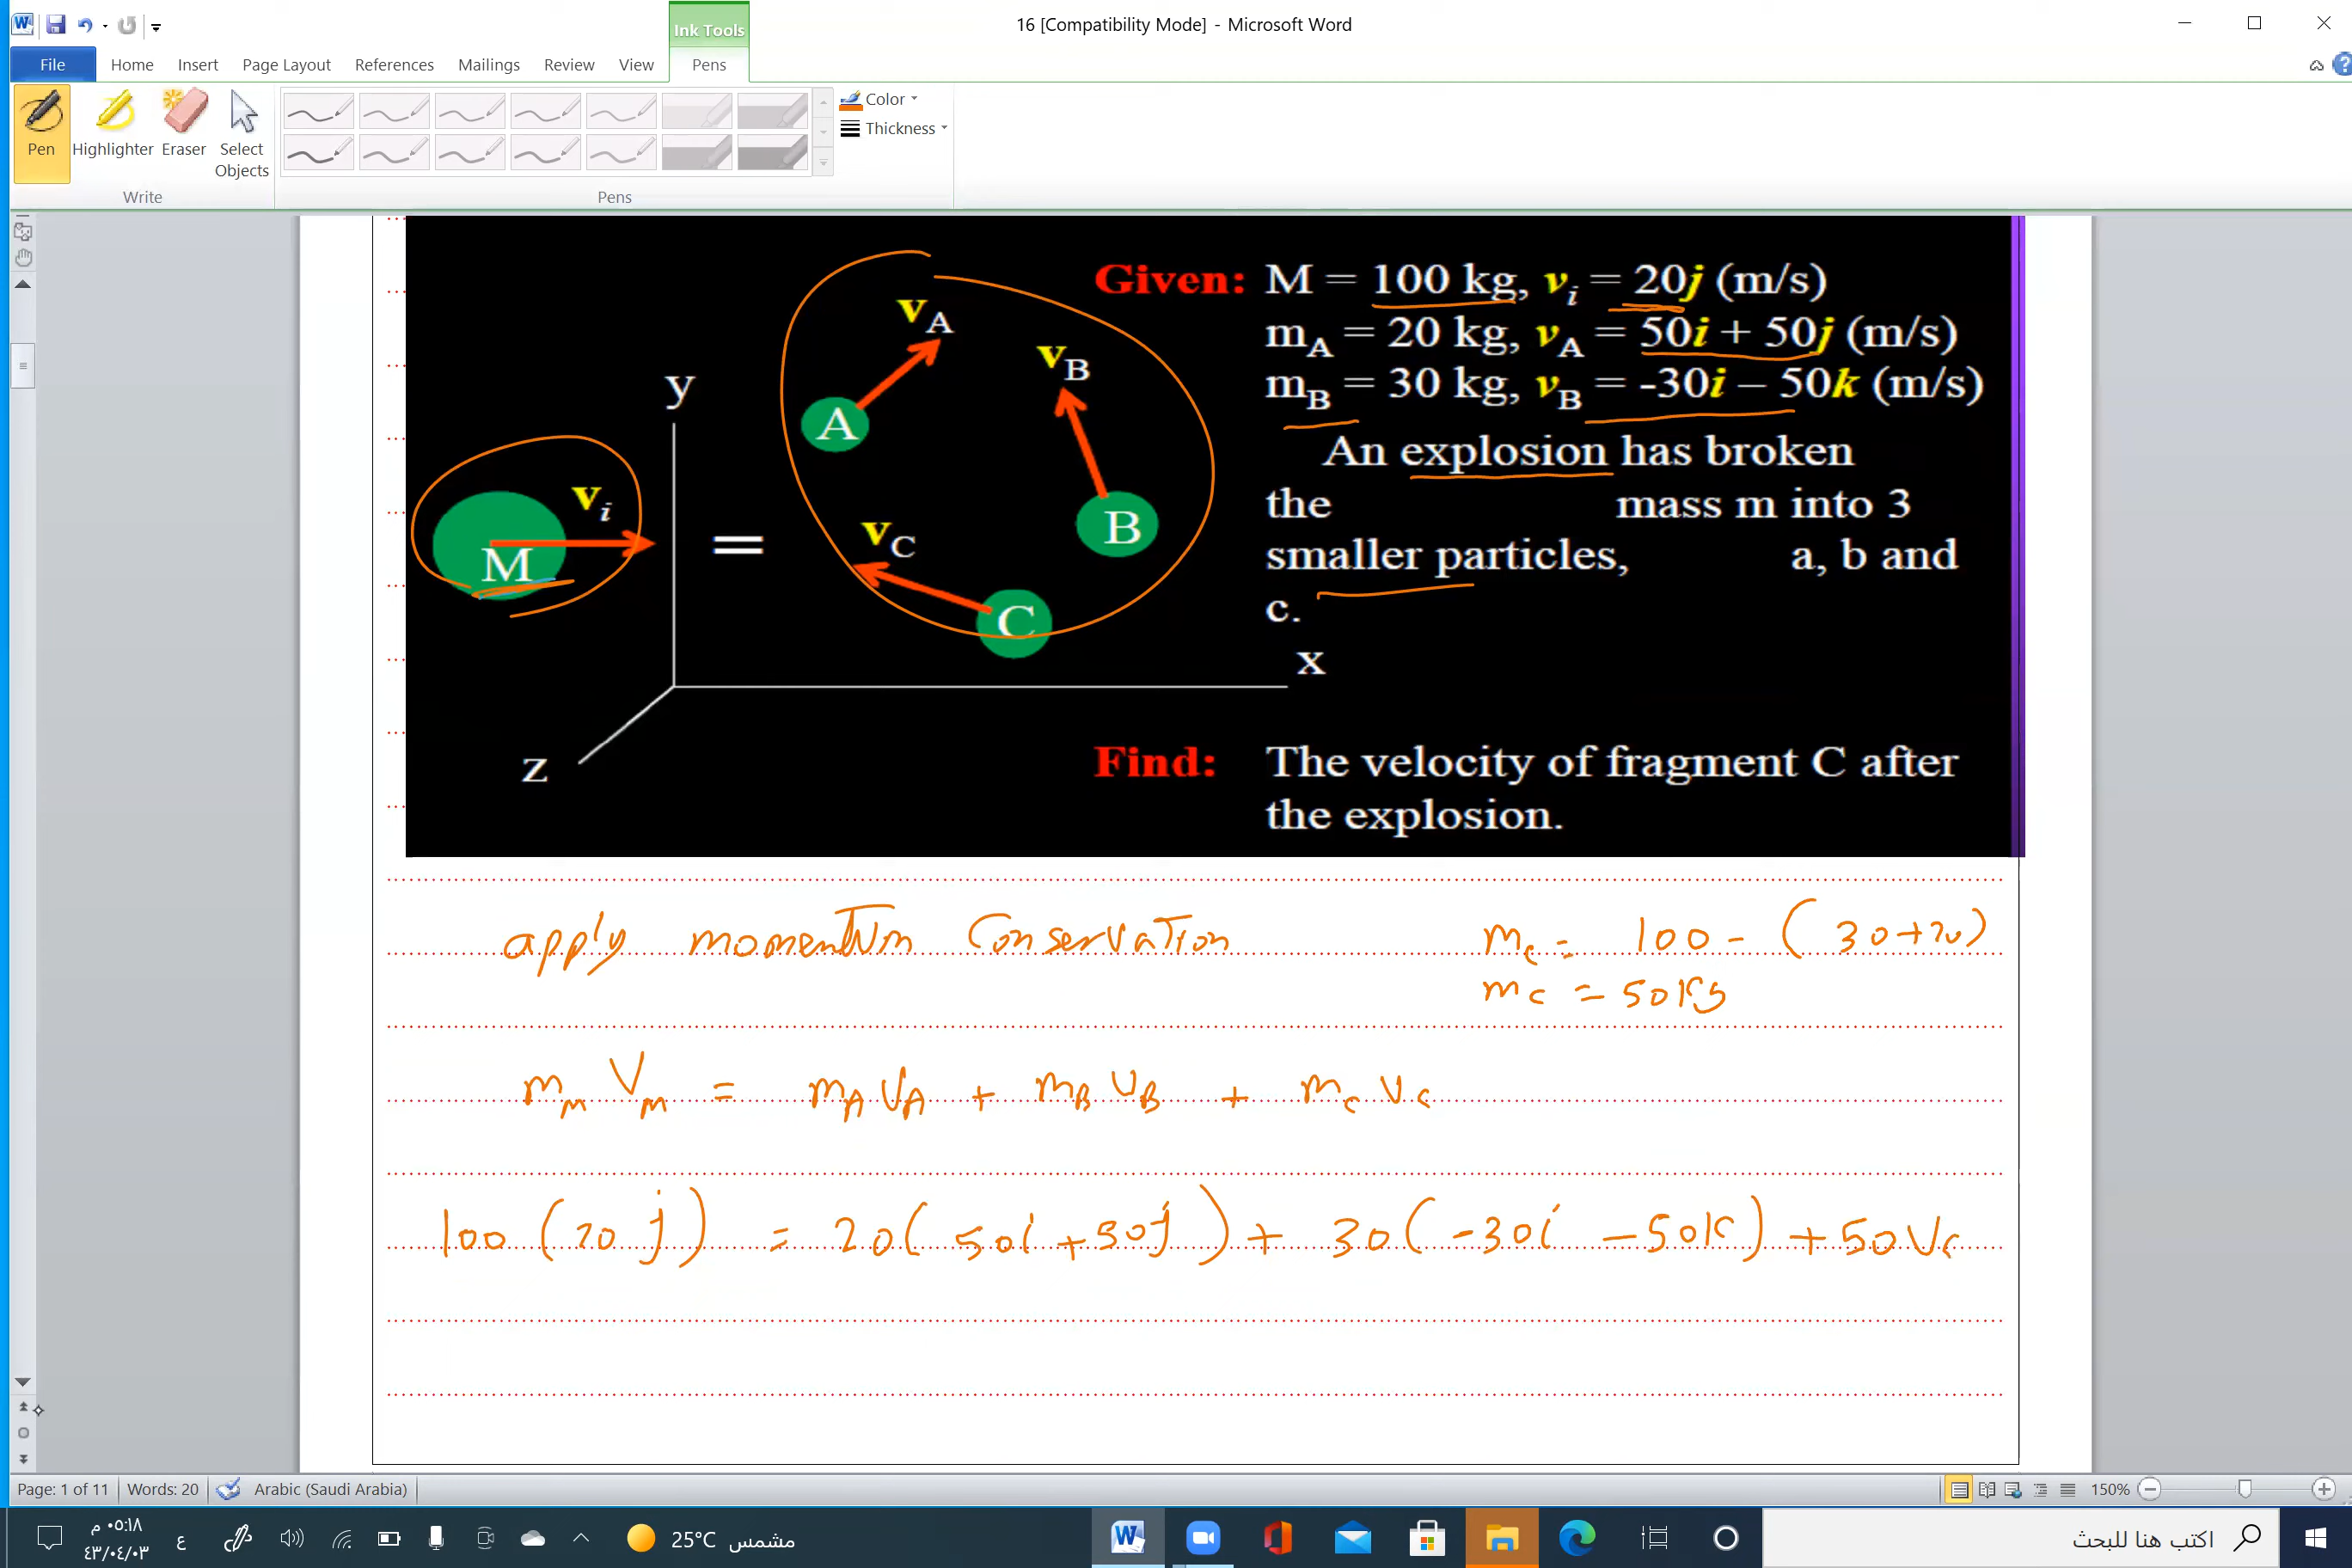 16 [Compatibility Mode] - Microsoft Word
Ink Tools
File Home Insert Page Layout References Mailings Review View Pens
Color
Thickness
Pen Highlighter Eraser Select Objects
Write Pens
Given: M = 100 kg, vi = 20j (m/s)
mA = 20 kg, vA = 50i + 50j (m/s)
mB = 30 kg, vB = -30i – 50k (m/s)
An explosion has broken
the mass m into 3
smaller particles, a, b and
c.
vA
vB
A
y
vi
M
=
vC
B
C
x
z
Find: The velocity of fragment C after
the explosion.
apply momentum conservation
mc = 100 - (30+20)
mc = 50kg
mM VM = mA VA + mB VB + mc vc
100 (20 j) = 20( 50i + 50j ) + 30( -30i - 50k) + 50Vc
Page: 1 of 11 Words: 20 Arabic (Saudi Arabia) 150%
٠٥:١٨ م
٤٣/٠٤/٠٣
ع
25°C مشمس
اكتب هنا للبحث